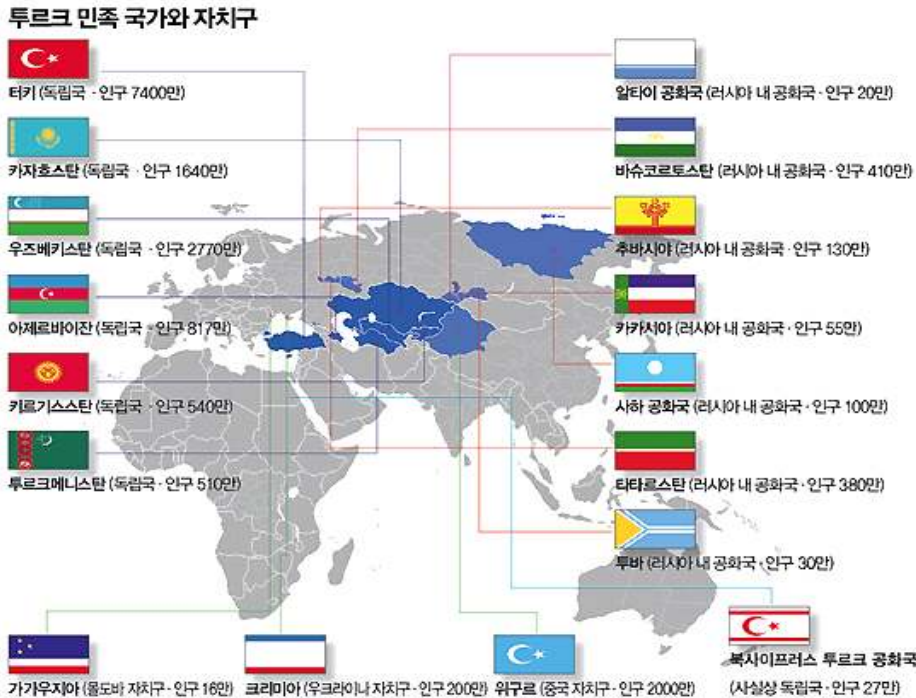 투르크 민족 국가와 자치구
터키 (독립국 · 인구 7400만)
카자흐스탄 (독립국 · 인구 1640만)
우즈베키스탄 (독립국 · 인구 2770만)
아제르바이잔 (독립국 · 인구 817만)
키르기스스탄 (독립국 · 인구 540만)
투르크메니스탄 (독립국 · 인구 510만)
알타이 공화국 (러시아 내 공화국 · 인구 20만)
바슈코르토스탄 (러시아 내 공화국 · 인구 410만)
추바시야 (러시아 내 공화국 · 인구 130만)
카카시아 (러시아 내 공화국 · 인구 55만)
사하 공화국 (러시아 내 공화국 · 인구 100만)
타타르스탄 (러시아 내 공화국 · 인구 380만)
투바 (러시아 내 공화국 · 인구 30만)
가가우지아 (몰도바 자치구 · 인구 16만)
크리미아 (우크라이나 자치구 · 인구 200만)
위구르 (중국 자치구 · 인구 2000만)
북사이프러스 투르크 공화국
(사실상 독립국 · 인구 27만)